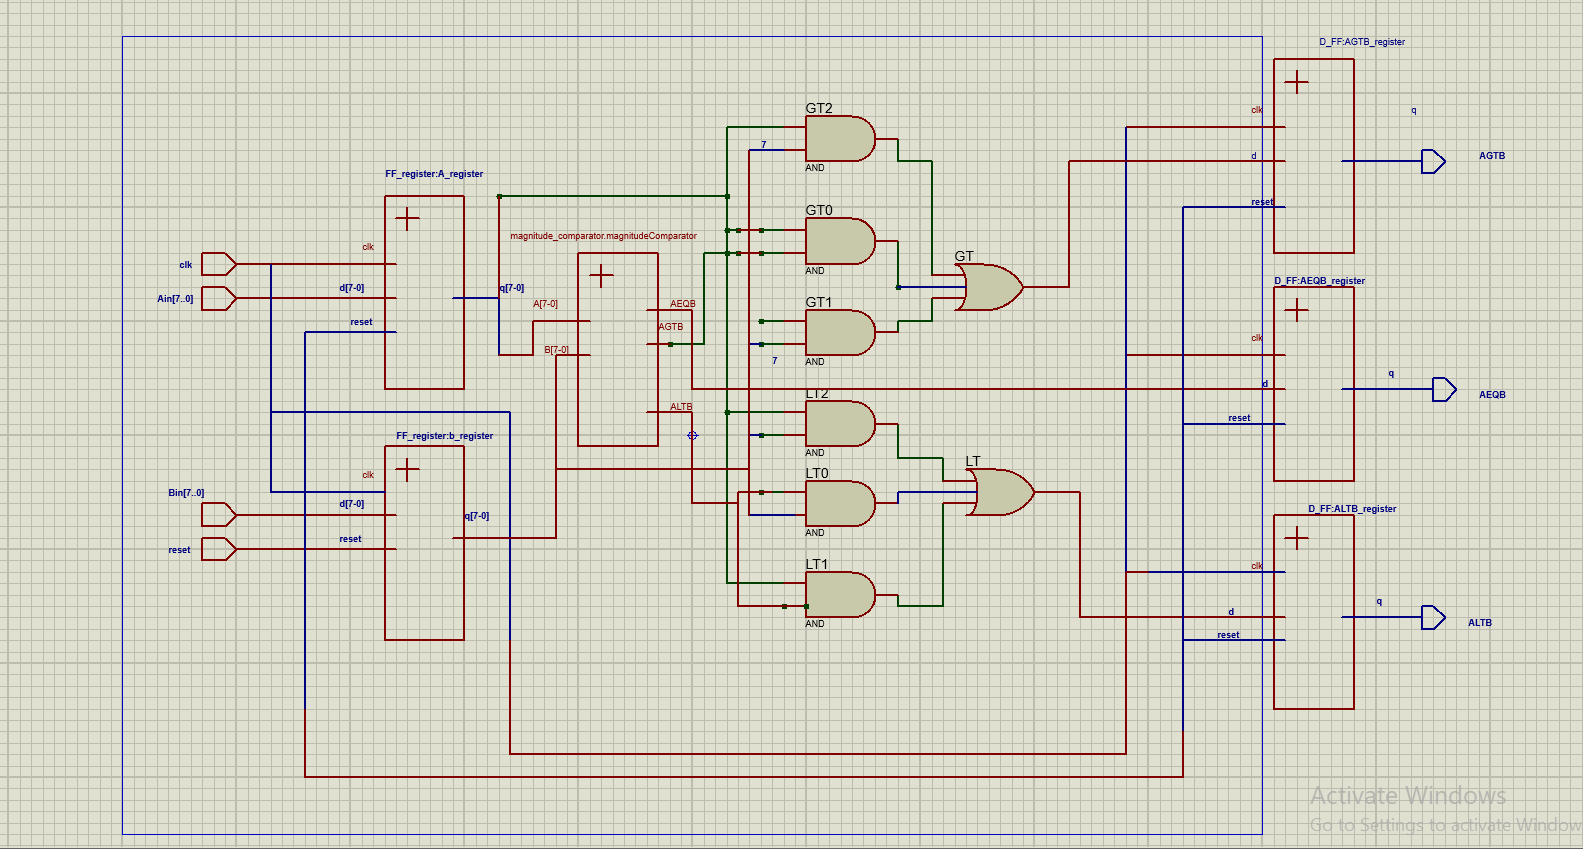 D_FF:AGTB_register
clk
q
d
AGTB
reset
GT2
7
AND
FF_register:A_register
clk
GT0
AND
magnitude_comparator.magnitudeComparator
clk
Ain[7..0]
d[7-0]
q[7-0]
reset
A[7-0]
AEQB
AGTB
B[7-0]
ALTB
GT
GT1
7
AND
D_FF:AEQB_register
clk
q
d
AEQB
reset
LT2
AND
FF_register:b_register
clk
Bin[7..0]
d[7-0]
q[7-0]
reset
reset
LT0
AND
LT
LT1
AND
D_FF:ALTB_register
clk
q
d
ALTB
reset
Activate Windows
Go to Settings to activate Window